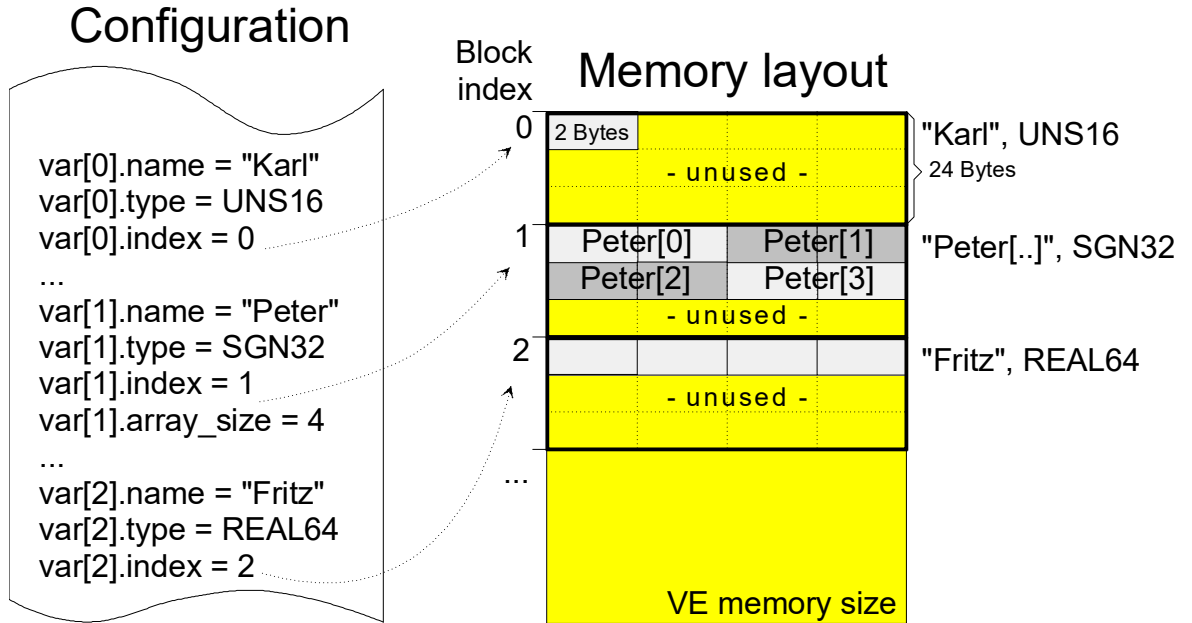 Configuration
var[0].name = "Karl"
var[0].type = UNS16
var[0].index = 0
...
var[1].name = "Peter"
var[1].type = SGN32
var[1].index = 1
var[1].array_size = 4
...
var[2].name = "Fritz"
var[2].type = REAL64
var[2].index = 2
Block
index
Memory layout
0
2 Bytes
- unused -
"Karl", UNS16
24 Bytes
1
Peter[0]
Peter[1]
Peter[2]
Peter[3]
- unused -
"Peter[..]", SGN32
2
- unused -
"Fritz", REAL64
...
VE memory size